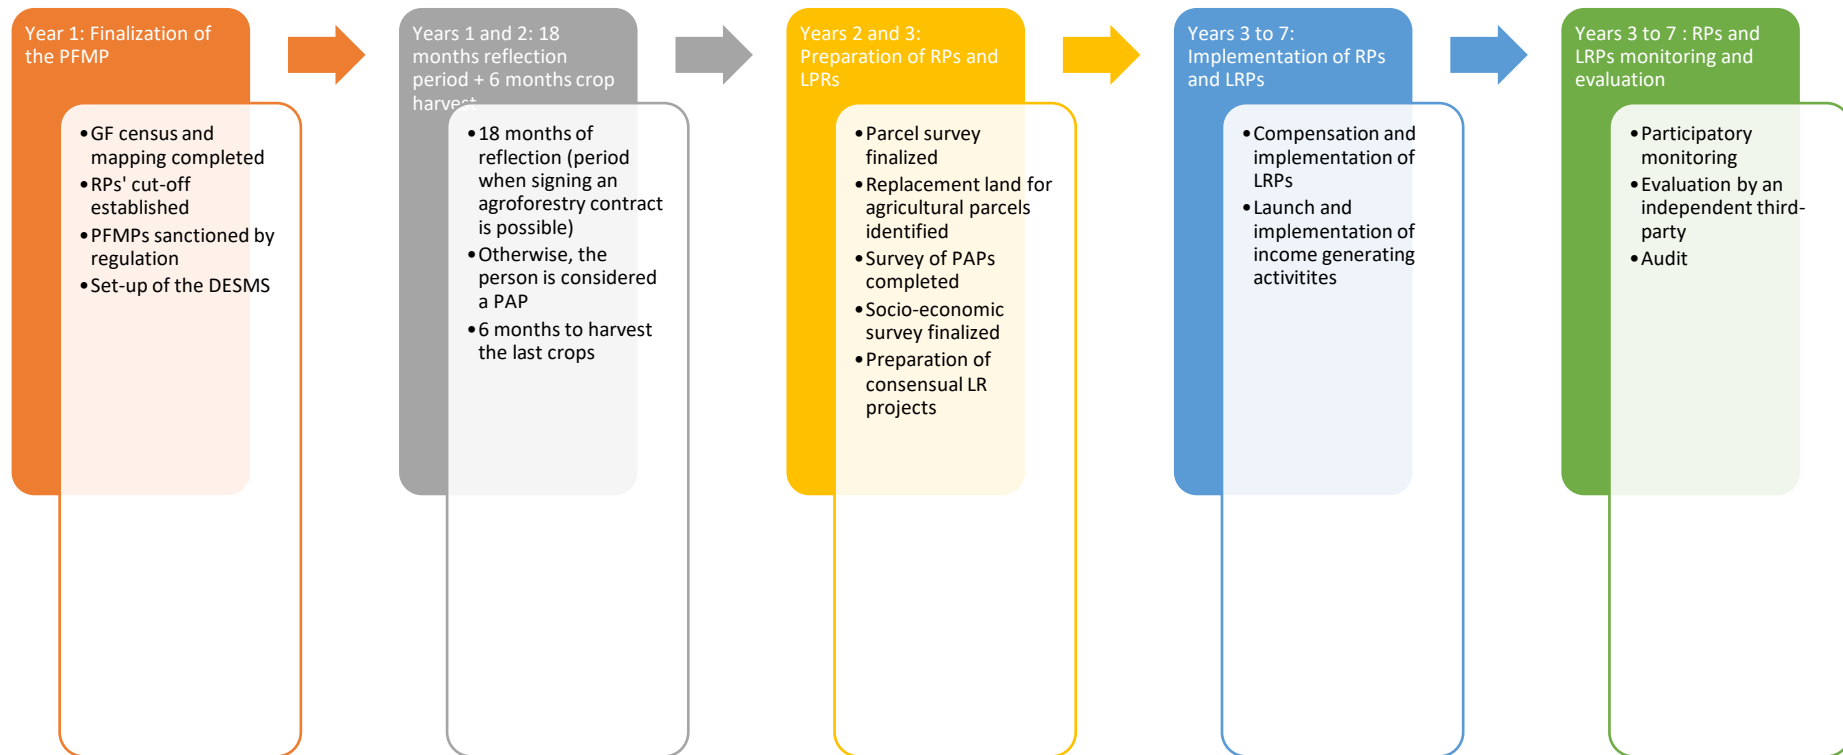 Year 1: Finalization of
the PFMP
•GF census and
mapping completed
•RPs' cut-off
established
•PFMPs sanctioned by
regulation
•Set-up of the DESMS
Years 1 and 2: 18
months reflection
period + 6 months crop
harvest
•18 months of
reflection (period
when signing an
agroforestry contract
is possible)
•Otherwise, the
person is considered
a PAP
•6 months to harvest
the last crops
Years 2 and 3:
Preparation of RPs and
LPRs
•Parcel survey
finalized
•Replacement land for
agricultural parcels
identified
•Survey of PAPs
completed
•Socio-economic
survey finalized
•Preparation of
consensual LR
projects
Years 3 to 7:
Implementation of RPs
and LRPs
•Compensation and
implementation of
LRPs
•Launch and
implementation of
income generating
activitites
Years 3 to 7 : RPs and
LRPs monitoring and
evaluation
•Participatory
monitoring
•Evaluation by an
independent third-
party
•Audit